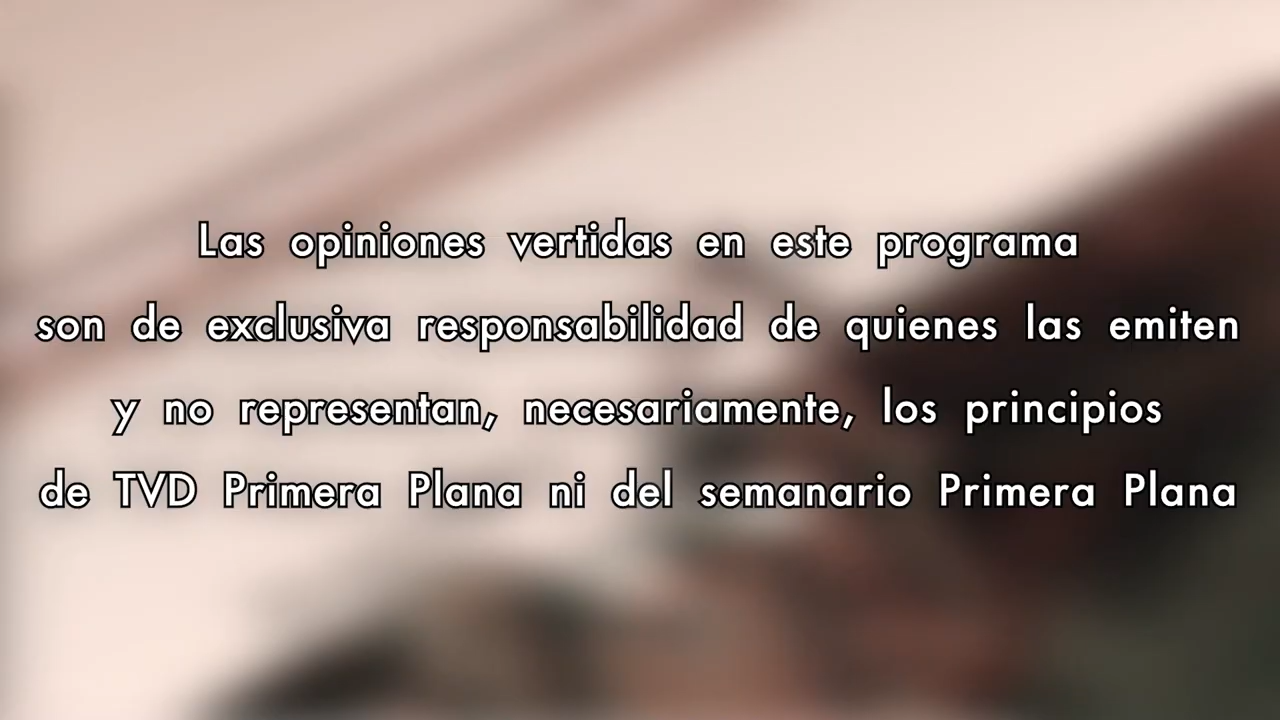 Las opiniones vertidas en este programa
son de exclusiva responsabilidad de quienes las emiten
y no representan, necesariamente, los principios
de TVD Primera Plana ni del semanario Primera Plana